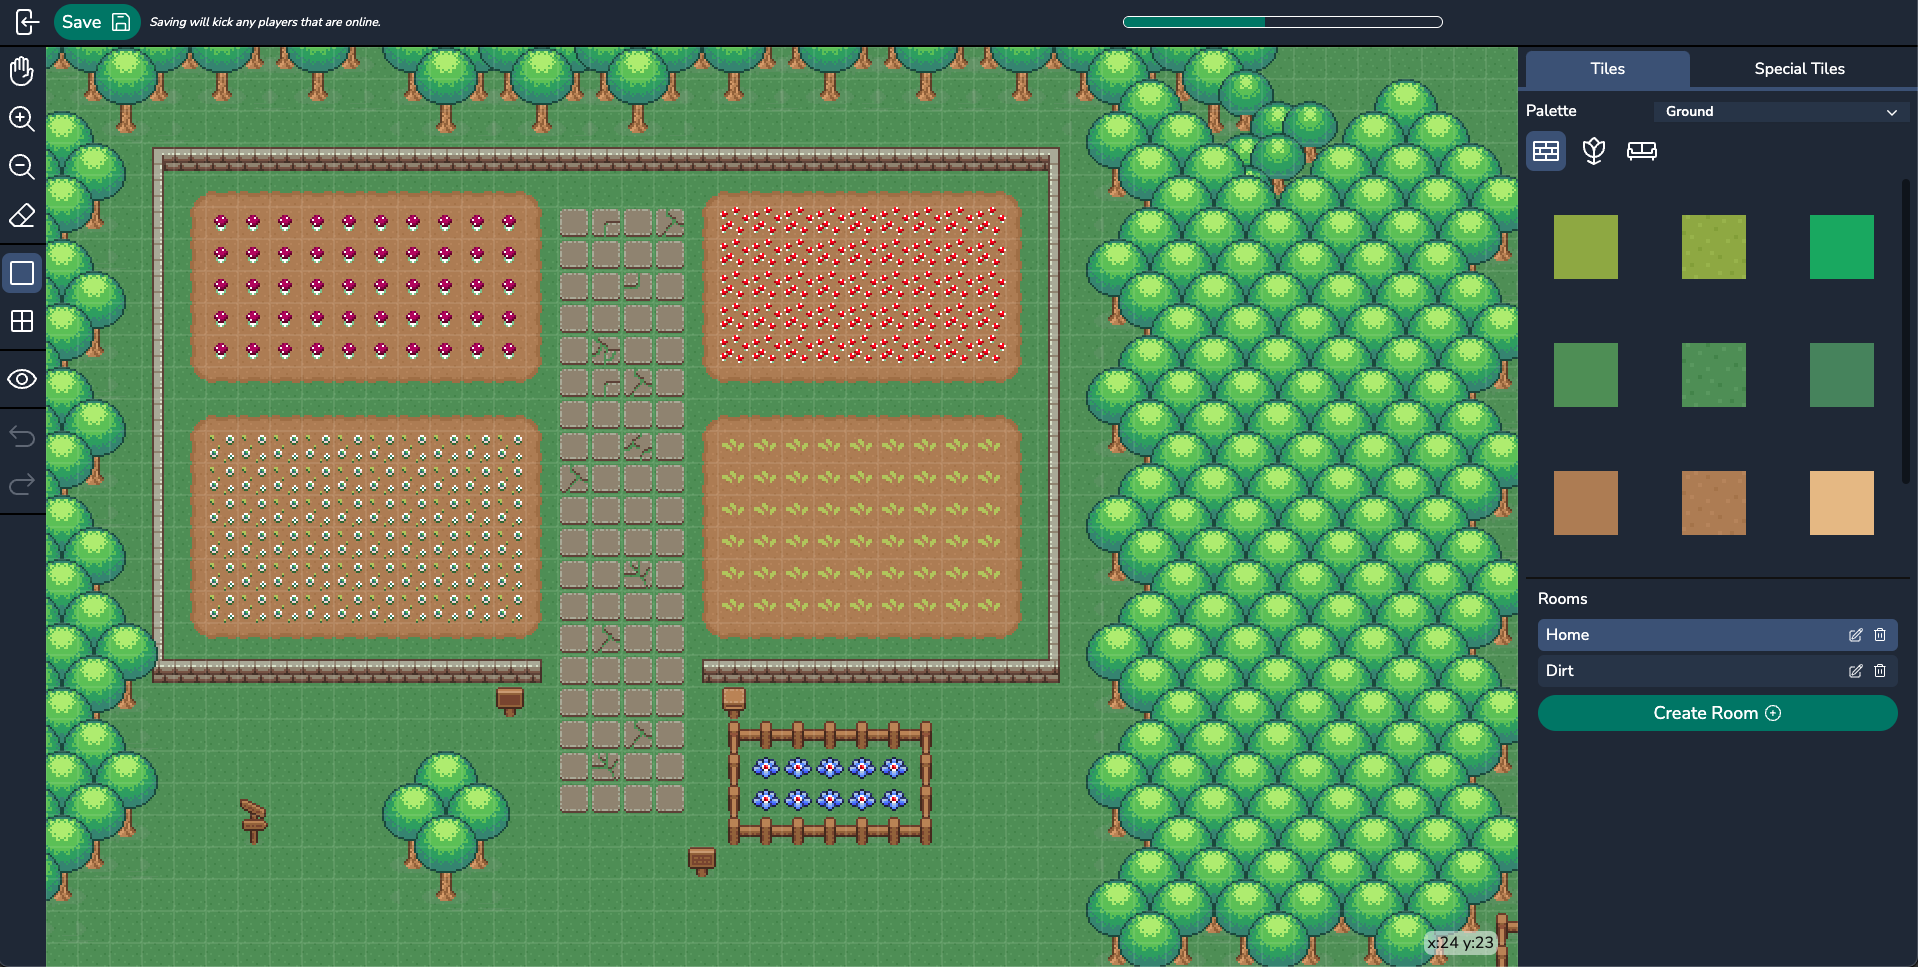 Save
Saving will kick any players that are online.
Tiles
Special Tiles
Palette
Ground
Rooms
Home
Dirt
Create Room
x:24 y:23